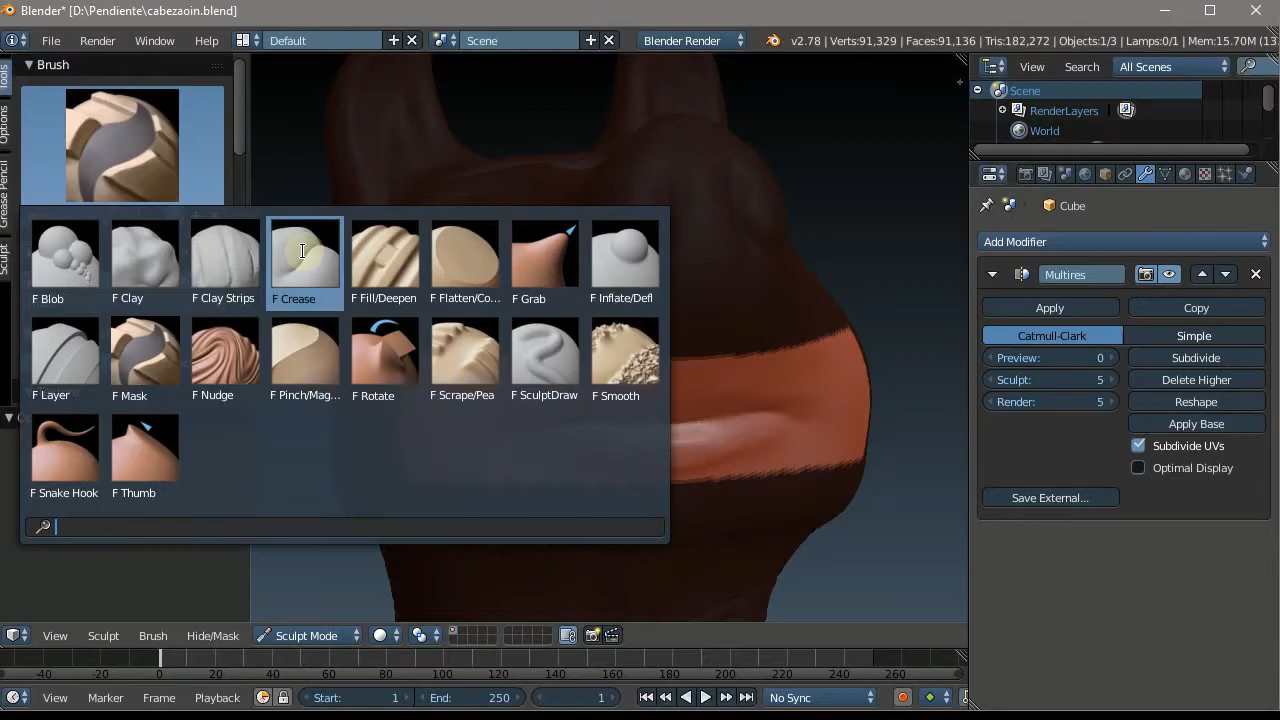 Blender* [D:\Pendiente\cabezaoin.blend]
File Render Window Help Default Scene Blender Render v2.78 | Verts:91,329 | Faces:91,136 | Tris:182,272 | Objects:1/3 | Lamps:0/1 | Mem:15.70M (13
Tools
Options
Grease Pencil
Sculpt
Brush
F Blob F Clay F Clay Strips F Crease F Fill/Deepen F Flatten/Co... F Grab F Inflate/Defl
F Layer F Mask F Nudge F Pinch/Mag... F Rotate F Scrape/Pea F SculptDraw F Smooth
F Snake Hook F Thumb
View Search All Scenes
Scene
RenderLayers |
World
Cube
Add Modifier
Multires
Apply Copy
Catmull-Clark Simple
Preview: 0 Subdivide
Sculpt: 5 Delete Higher
Render: 5 Reshape
Apply Base
Subdivide UVs
Optimal Display
Save External...
View Sculpt Brush Hide/Mask Sculpt Mode
-40 -20 0 20 40 60 80 100 120 140 160 180 200 220 240 260
View Marker Frame Playback Start: 1 End: 250 1 No Sync